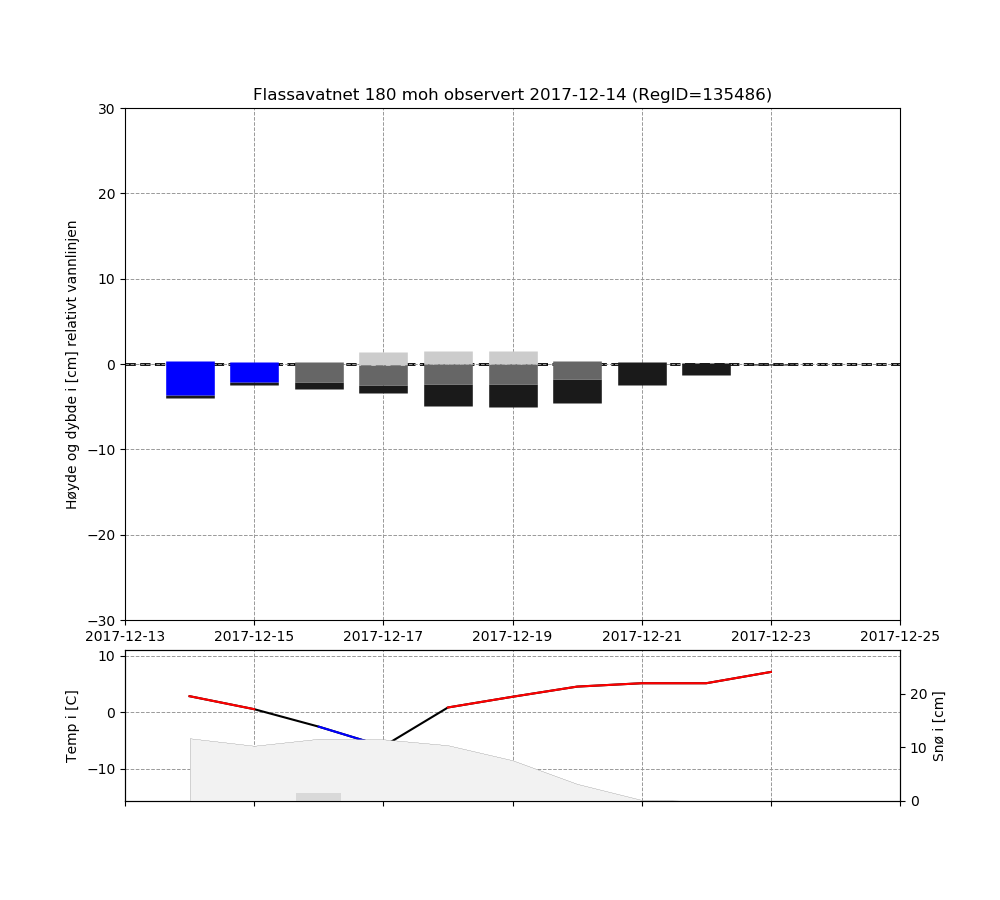 Flassavatnet 180 moh observert 2017-12-14 (RegID=135486)
Høyde og dybde i [cm] relativt vannlinjen
30
20
10
0
−10
−20
−30
2017-12-13 2017-12-15 2017-12-17 2017-12-19 2017-12-21 2017-12-23 2017-12-25
Temp i [C]
10
0
−10
20
10
0
Snø i [cm]